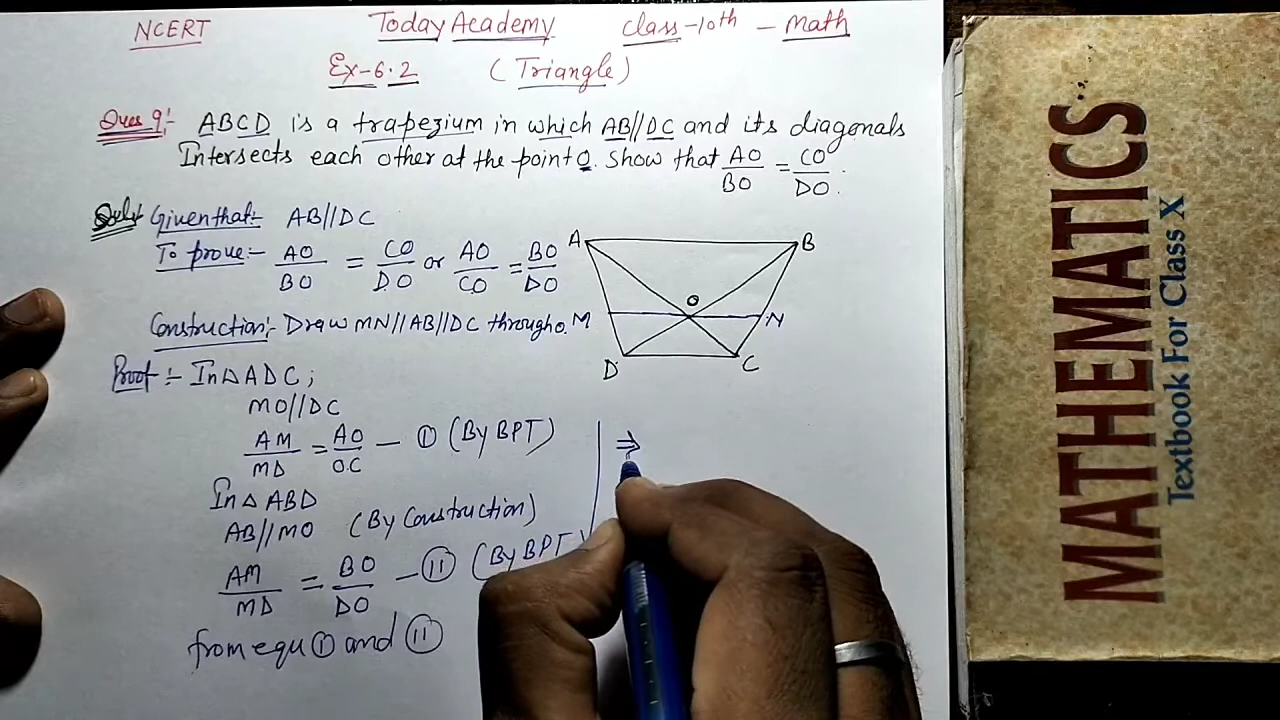 NCERT Today Academy Class-10th - Math
Ex-6.2 (Triangle)
Ques 9:- ABCD is a trapezium in which AB//DC and its diagonals
Intersects each other at the point O. Show that AO/BO = CO/DO.
Given that:- AB//DC
To prove:- AO/BO = CO/DO or AO/CO = BO/DO
Construction:- Draw MN//AB//DC through O.
A B
O
M N
D C
Proof:- In △ ADC;
MO//DC
AM/MD = AO/OC — ① (By BPT)
In △ ABD
AB//MO (By Construction)
AM/MD = BO/DO — ⑪ (By BPT)
from equ ① and ⑪
⇒
MATHEMATICS
Textbook For Class X